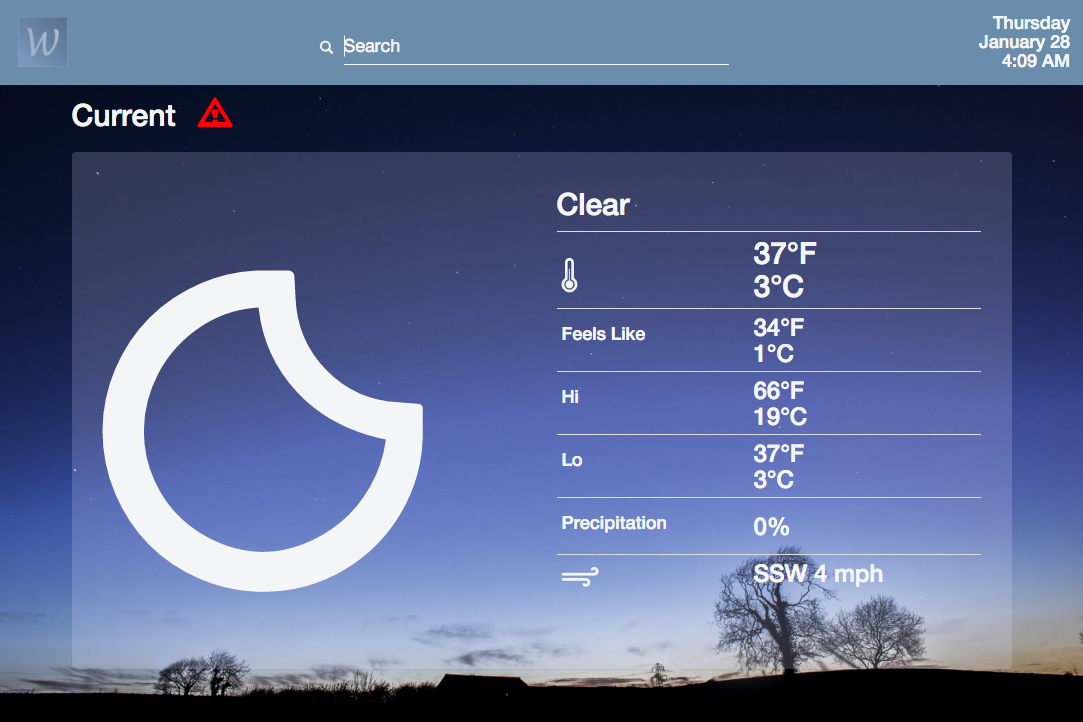 W
Search
Thursday
January 28
4:09 AM
Current
Clear
37°F
3°C
Feels Like
34°F
1°C
Hi
66°F
19°C
Lo
37°F
3°C
Precipitation
0%
SSW 4 mph